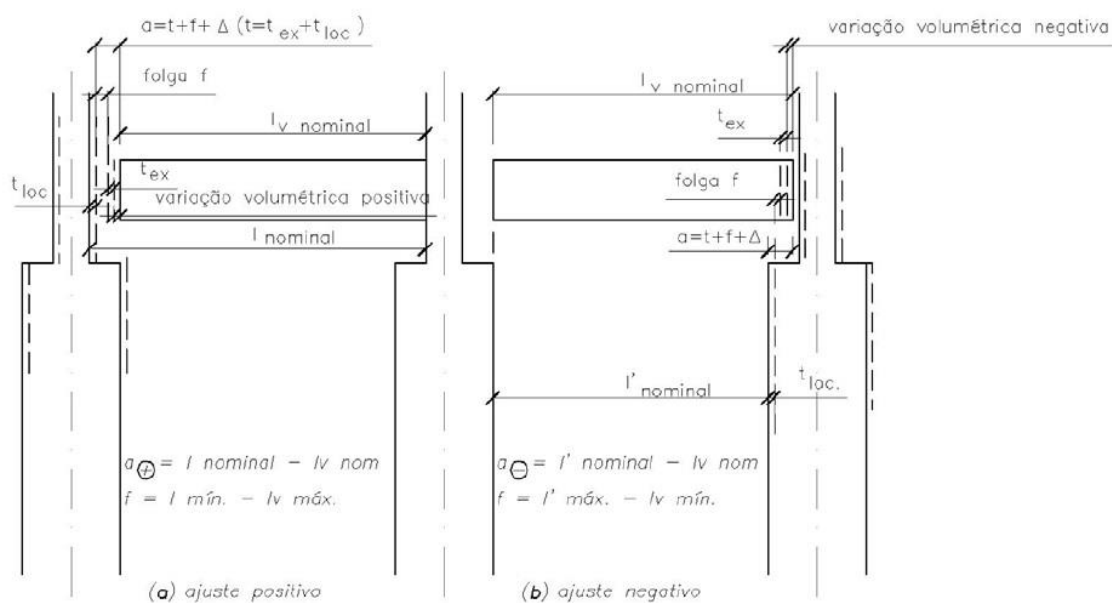 a=t+f+ Δ (t=t ex+t loc)
variação volumétrica negativa
folga f
l v nominal
l v nominal
t ex
t ex
t loc
folga f
variação volumétrica positiva
l nominal
a=t+f+Δ
l' nominal
t loc.
a⊕= l nominal – lv nom
a⊖= l' nominal – lv nom
f = l mín. – lv máx.
f = l' máx. – lv mín.
(a) ajuste positivo
(b) ajuste negativo